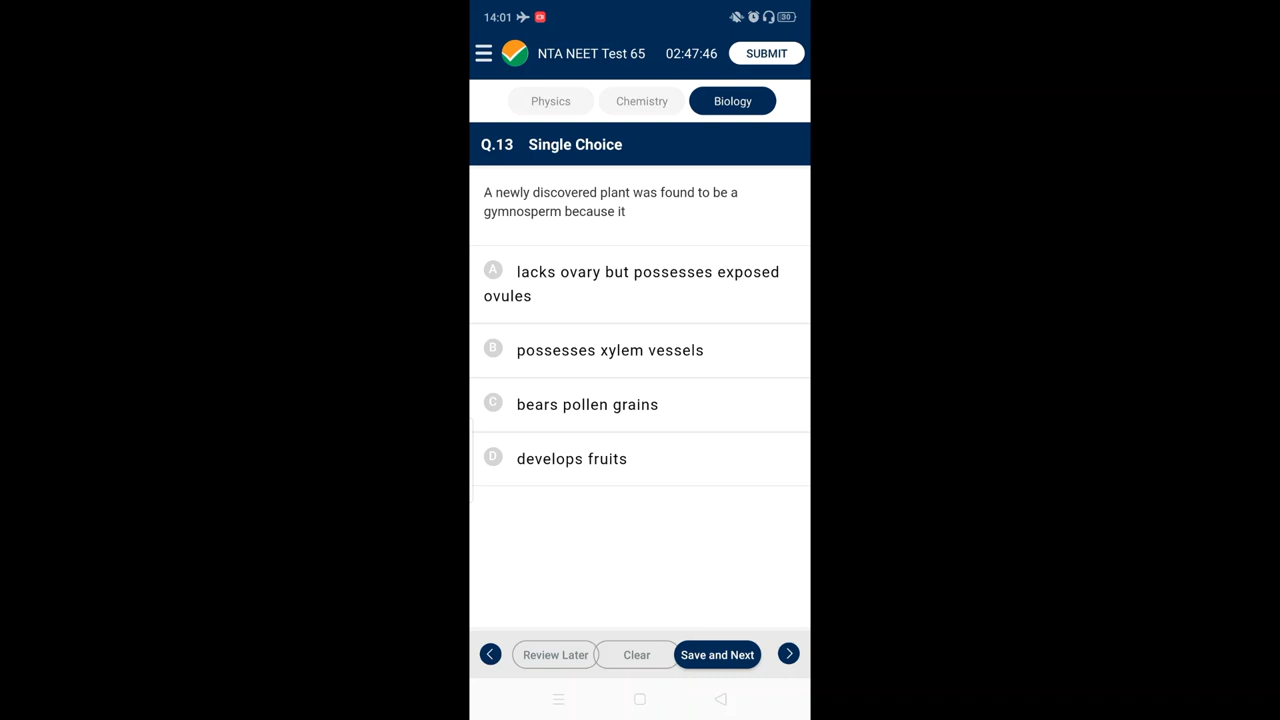 14:01 30
NTA NEET Test 65 02:47:46 SUBMIT
Physics Chemistry Biology
Q.13 Single Choice
A newly discovered plant was found to be a
gymnosperm because it
A lacks ovary but possesses exposed
ovules
B possesses xylem vessels
C bears pollen grains
D develops fruits
Review Later Clear Save and Next